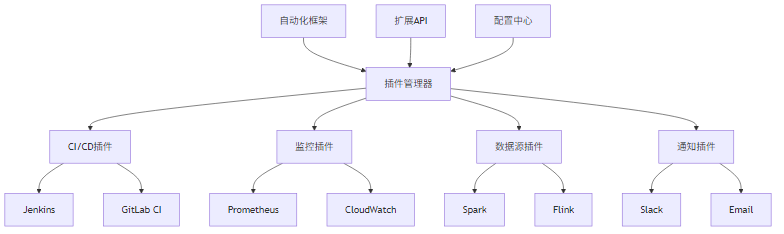 自动化框架
扩展API
配置中心
插件管理器
CI/CD插件
监控插件
数据源插件
通知插件
Jenkins
GitLab CI
Prometheus
CloudWatch
Spark
Flink
Slack
Email